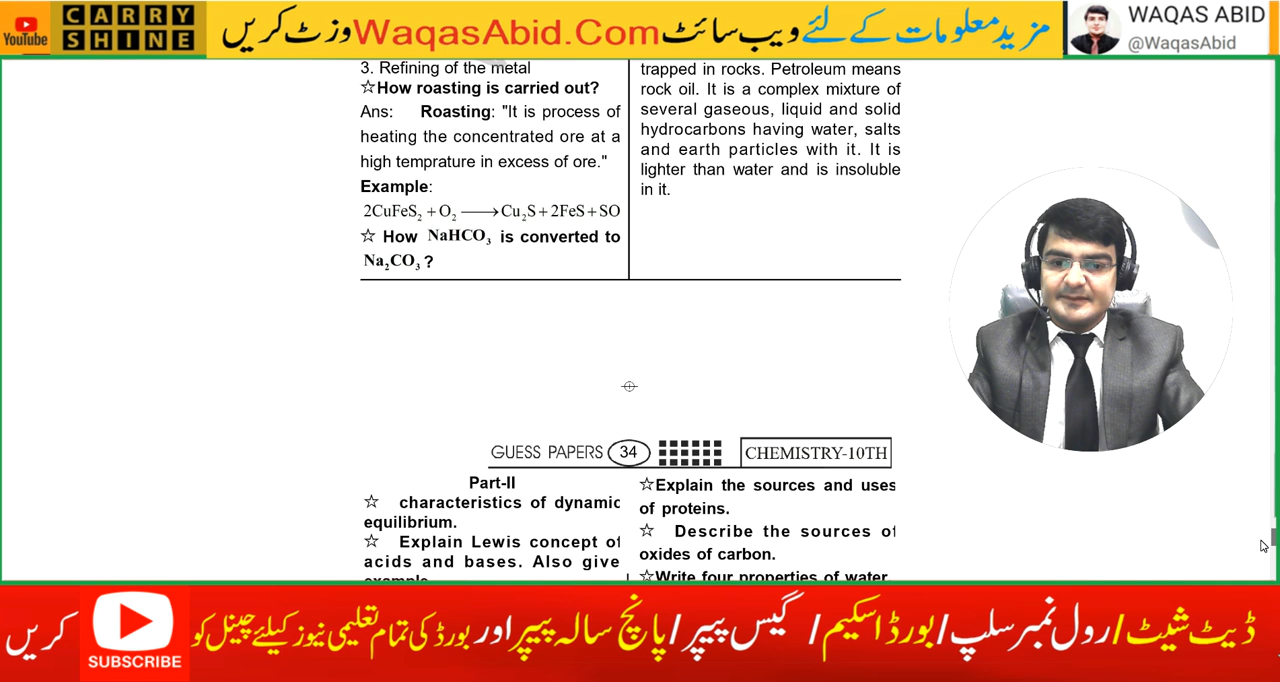 YouTube
CARRY
SHINE
مزید معلومات کے لئے ویب سائٹ WaqasAbid.Com وزٹ کریں
WAQAS ABID
@WaqasAbid
3. Refining of the metal
☆How roasting is carried out?
Ans: Roasting: "It is process of
heating the concentrated ore at a
high temprature in excess of ore."
Example:
2CuFeS₂ + O₂ ⟶ Cu₂S + 2FeS + SO
☆ How NaHCO₃ is converted to
Na₂CO₃ ?
trapped in rocks. Petroleum means
rock oil. It is a complex mixture of
several gaseous, liquid and solid
hydrocarbons having water, salts
and earth particles with it. It is
lighter than water and is insoluble
in it.
GUESS PAPERS 34 CHEMISTRY-10TH
Part-II
☆ characteristics of dynamic
equilibrium.
☆ Explain Lewis concept of
acids and bases. Also give
example
☆Explain the sources and uses
of proteins.
☆ Describe the sources of
oxides of carbon.
☆Write four properties of water
ڈیٹ شیٹ/رول نمبر سلپ/بورڈ اسکیم/ گیس پیپر/پانچ سالہ پیپر اور بورڈ کی تمام تعلیمی نیوز کیلئے چینل کو SUBSCRIBE کریں